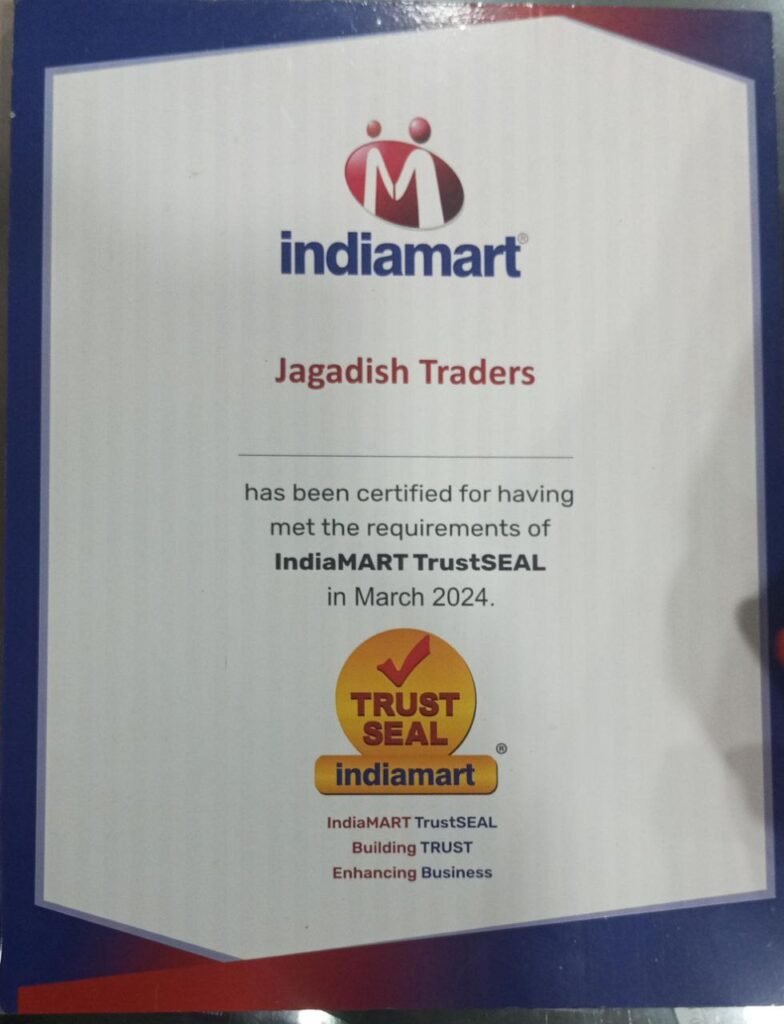 indiamart®
Jagadish Traders
has been certified for having
met the requirements of
IndiaMART TrustSEAL
in March 2024.
TRUST
SEAL
indiamart ®
IndiaMART TrustSEAL
Building TRUST
Enhancing Business